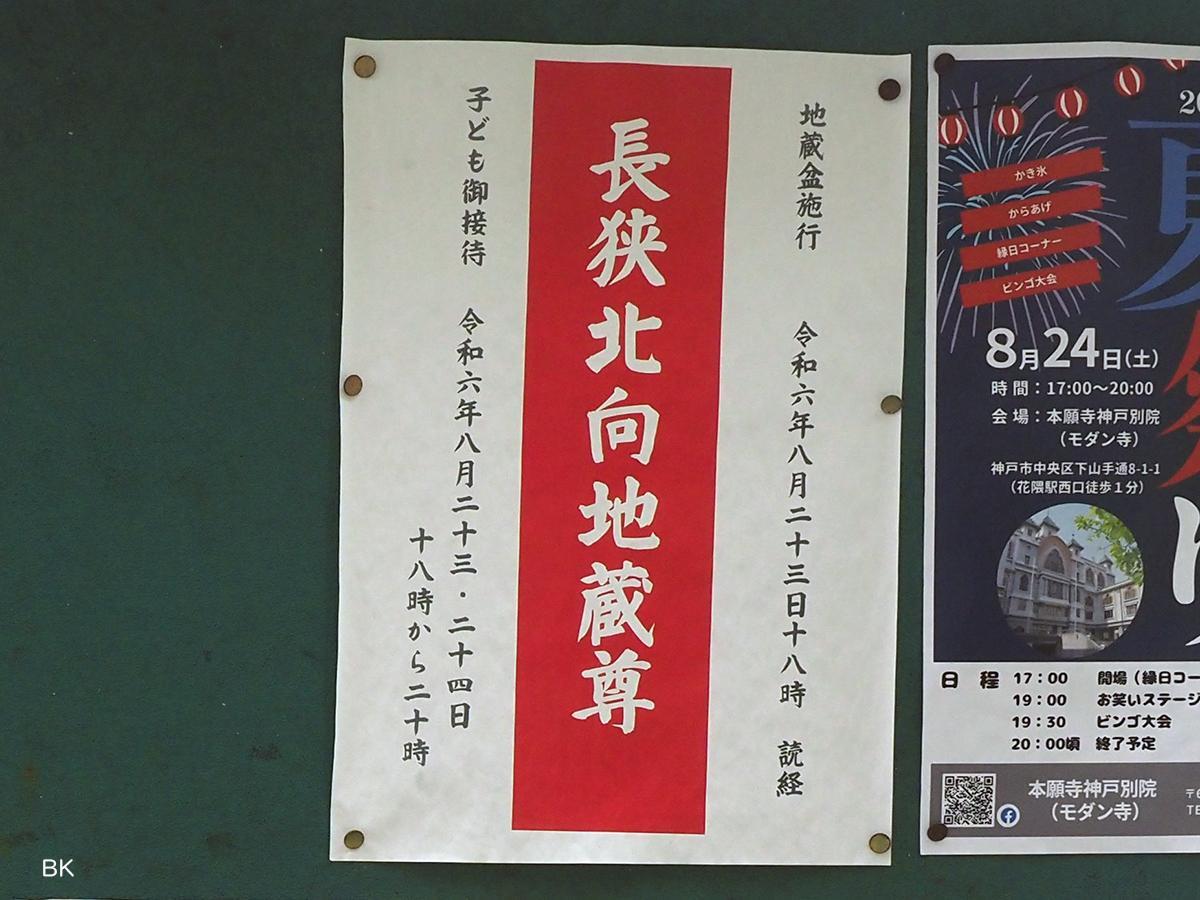 地蔵盆施行 令和六年八月二十三日十八時 読経
長狭北向地蔵尊
子ども御接待 令和六年八月二十三・二十四日
十八時から二十時
かき氷
からあげ
縁日コーナー
ビンゴ大会
8月24日(土)
時間:17:00〜20:00
会場:本願寺神戸別院
(モダン寺)
神戸市中央区下山手通8-1-1
(花隈駅西口徒歩1分)
日程 17:00 開場(縁日コー
19:00 お笑いステージ
19:30 ビンゴ大会
20:00頃 終了予定
本願寺神戸別院
(モダン寺)
BK